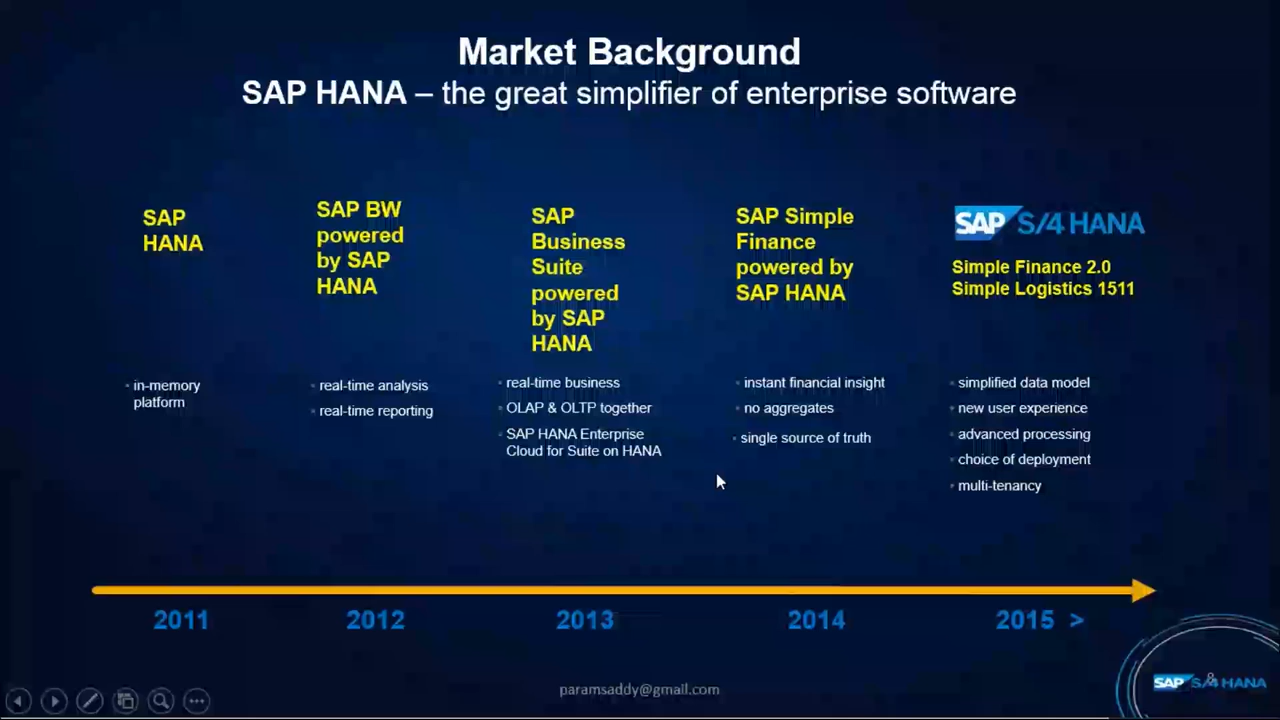 Market Background
SAP HANA – the great simplifier of enterprise software
SAP
HANA
SAP BW
powered
by SAP
HANA
SAP
Business
Suite
powered
by SAP
HANA
SAP Simple
Finance
powered by
SAP HANA
SAP S/4 HANA
Simple Finance 2.0
Simple Logistics 1511
in-memory
platform
real-time analysis
real-time reporting
real-time business
OLAP & OLTP together
SAP HANA Enterprise
Cloud for Suite on HANA
instant financial insight
no aggregates
single source of truth
simplified data model
new user experience
advanced processing
choice of deployment
multi-tenancy
2011
2012
2013
2014
2015 >
paramsaddy@gmail.com
SAP S/4 HANA
8